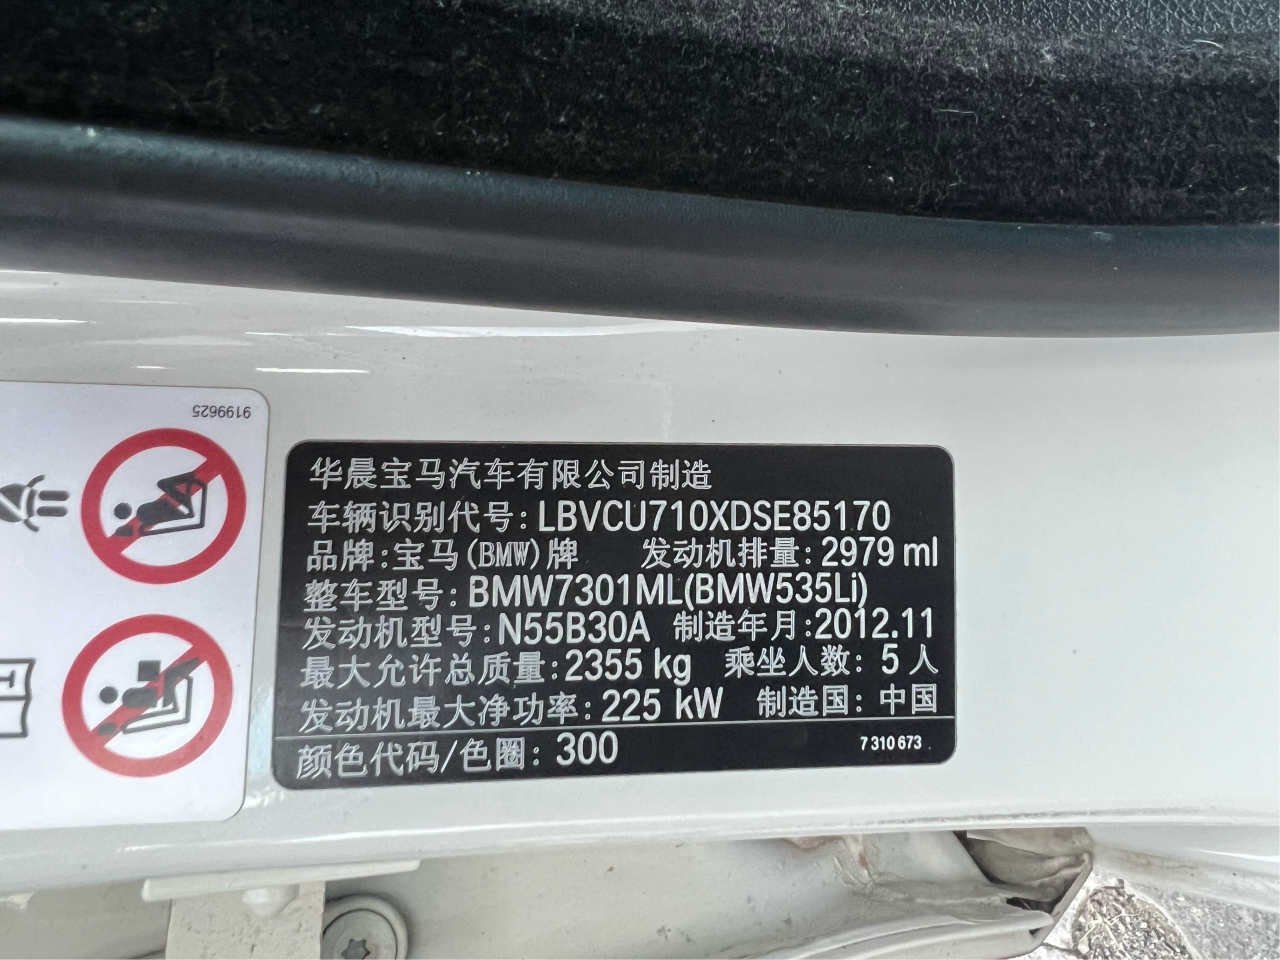 9199625
华晨宝马汽车有限公司制造
车辆识别代号: LBVCU710XDSE85170
品牌:宝马(BMW)牌 发动机排量: 2979 ml
整车型号: BMW7301ML(BMW535Li)
发动机型号: N55B30A 制造年月:2012.11
最大允许总质量: 2355 kg 乘坐人数: 5 人
发动机最大净功率: 225 kW 制造国: 中国
颜色代码/色圈: 300 7 310 673